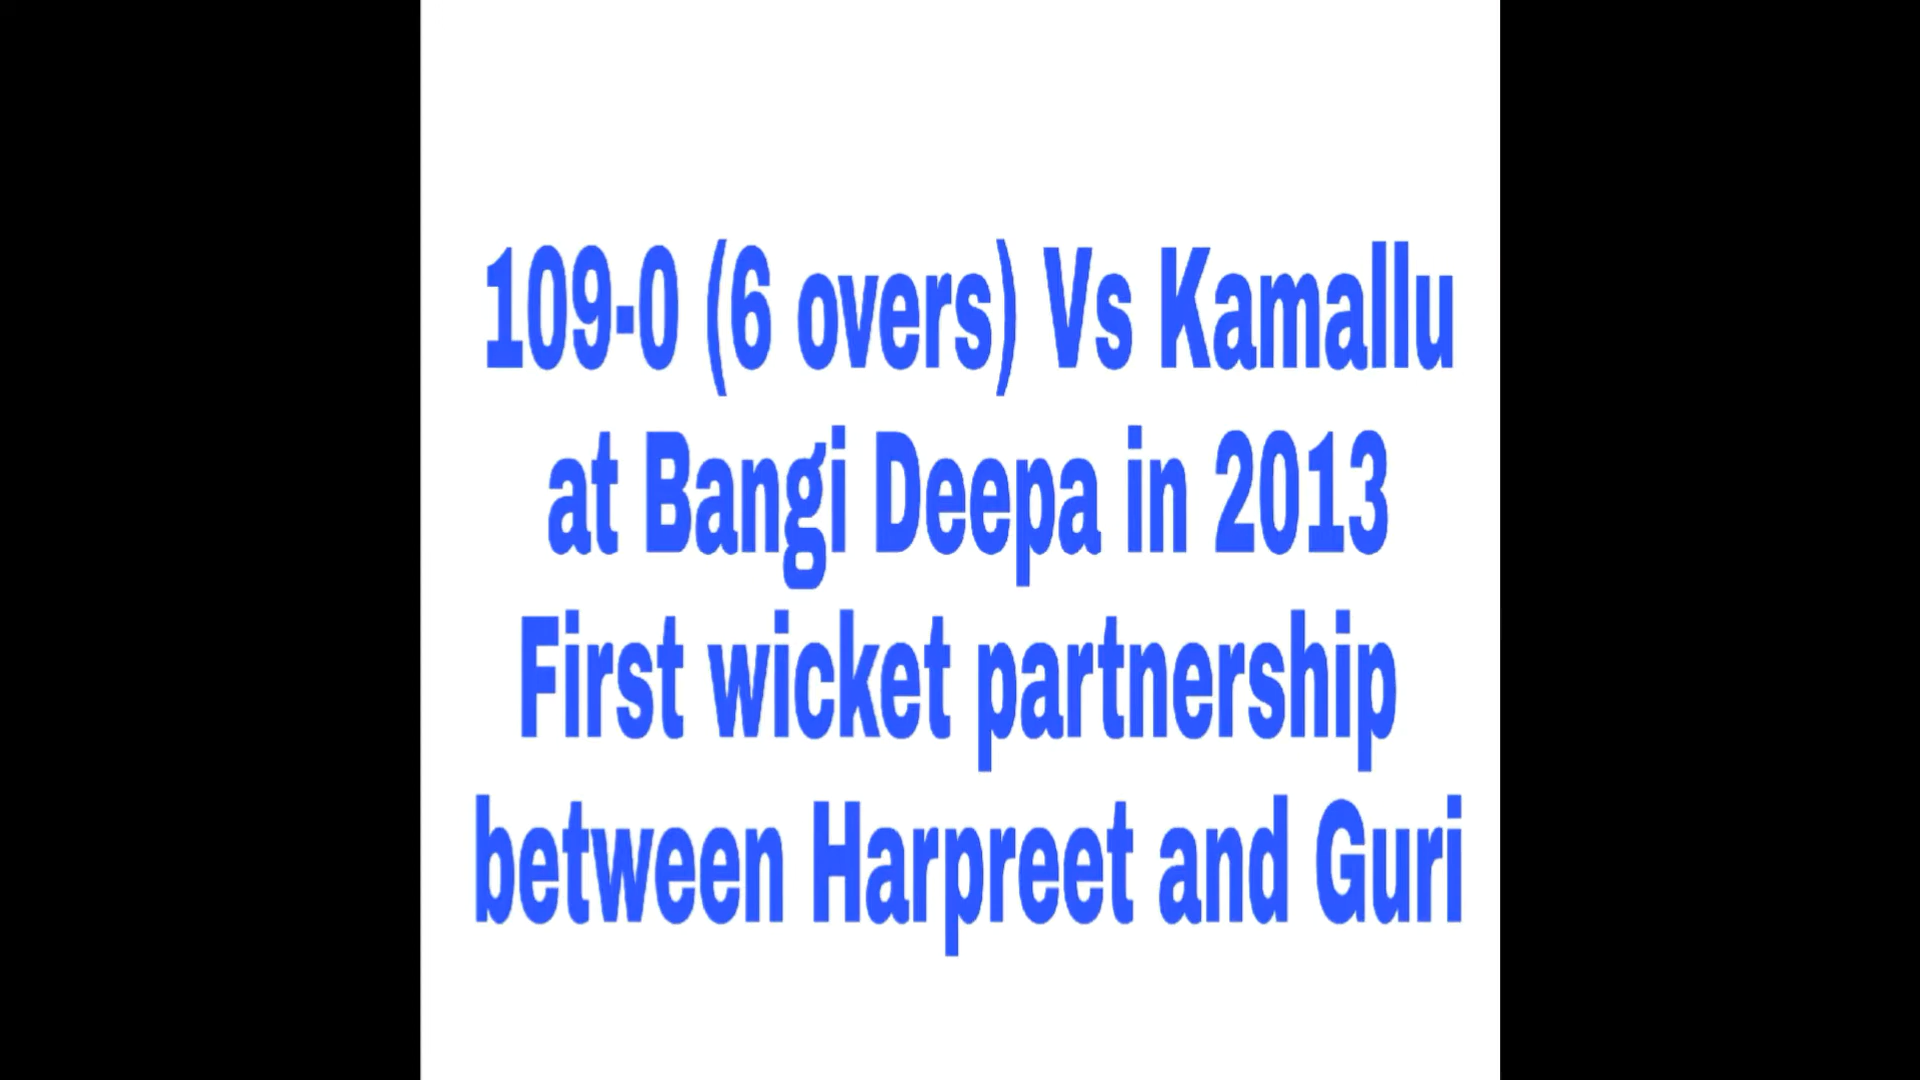 109-0 (6 overs) Vs Kamallu
at Bangi Deepa in 2013
First wicket partnership
between Harpreet and Guri